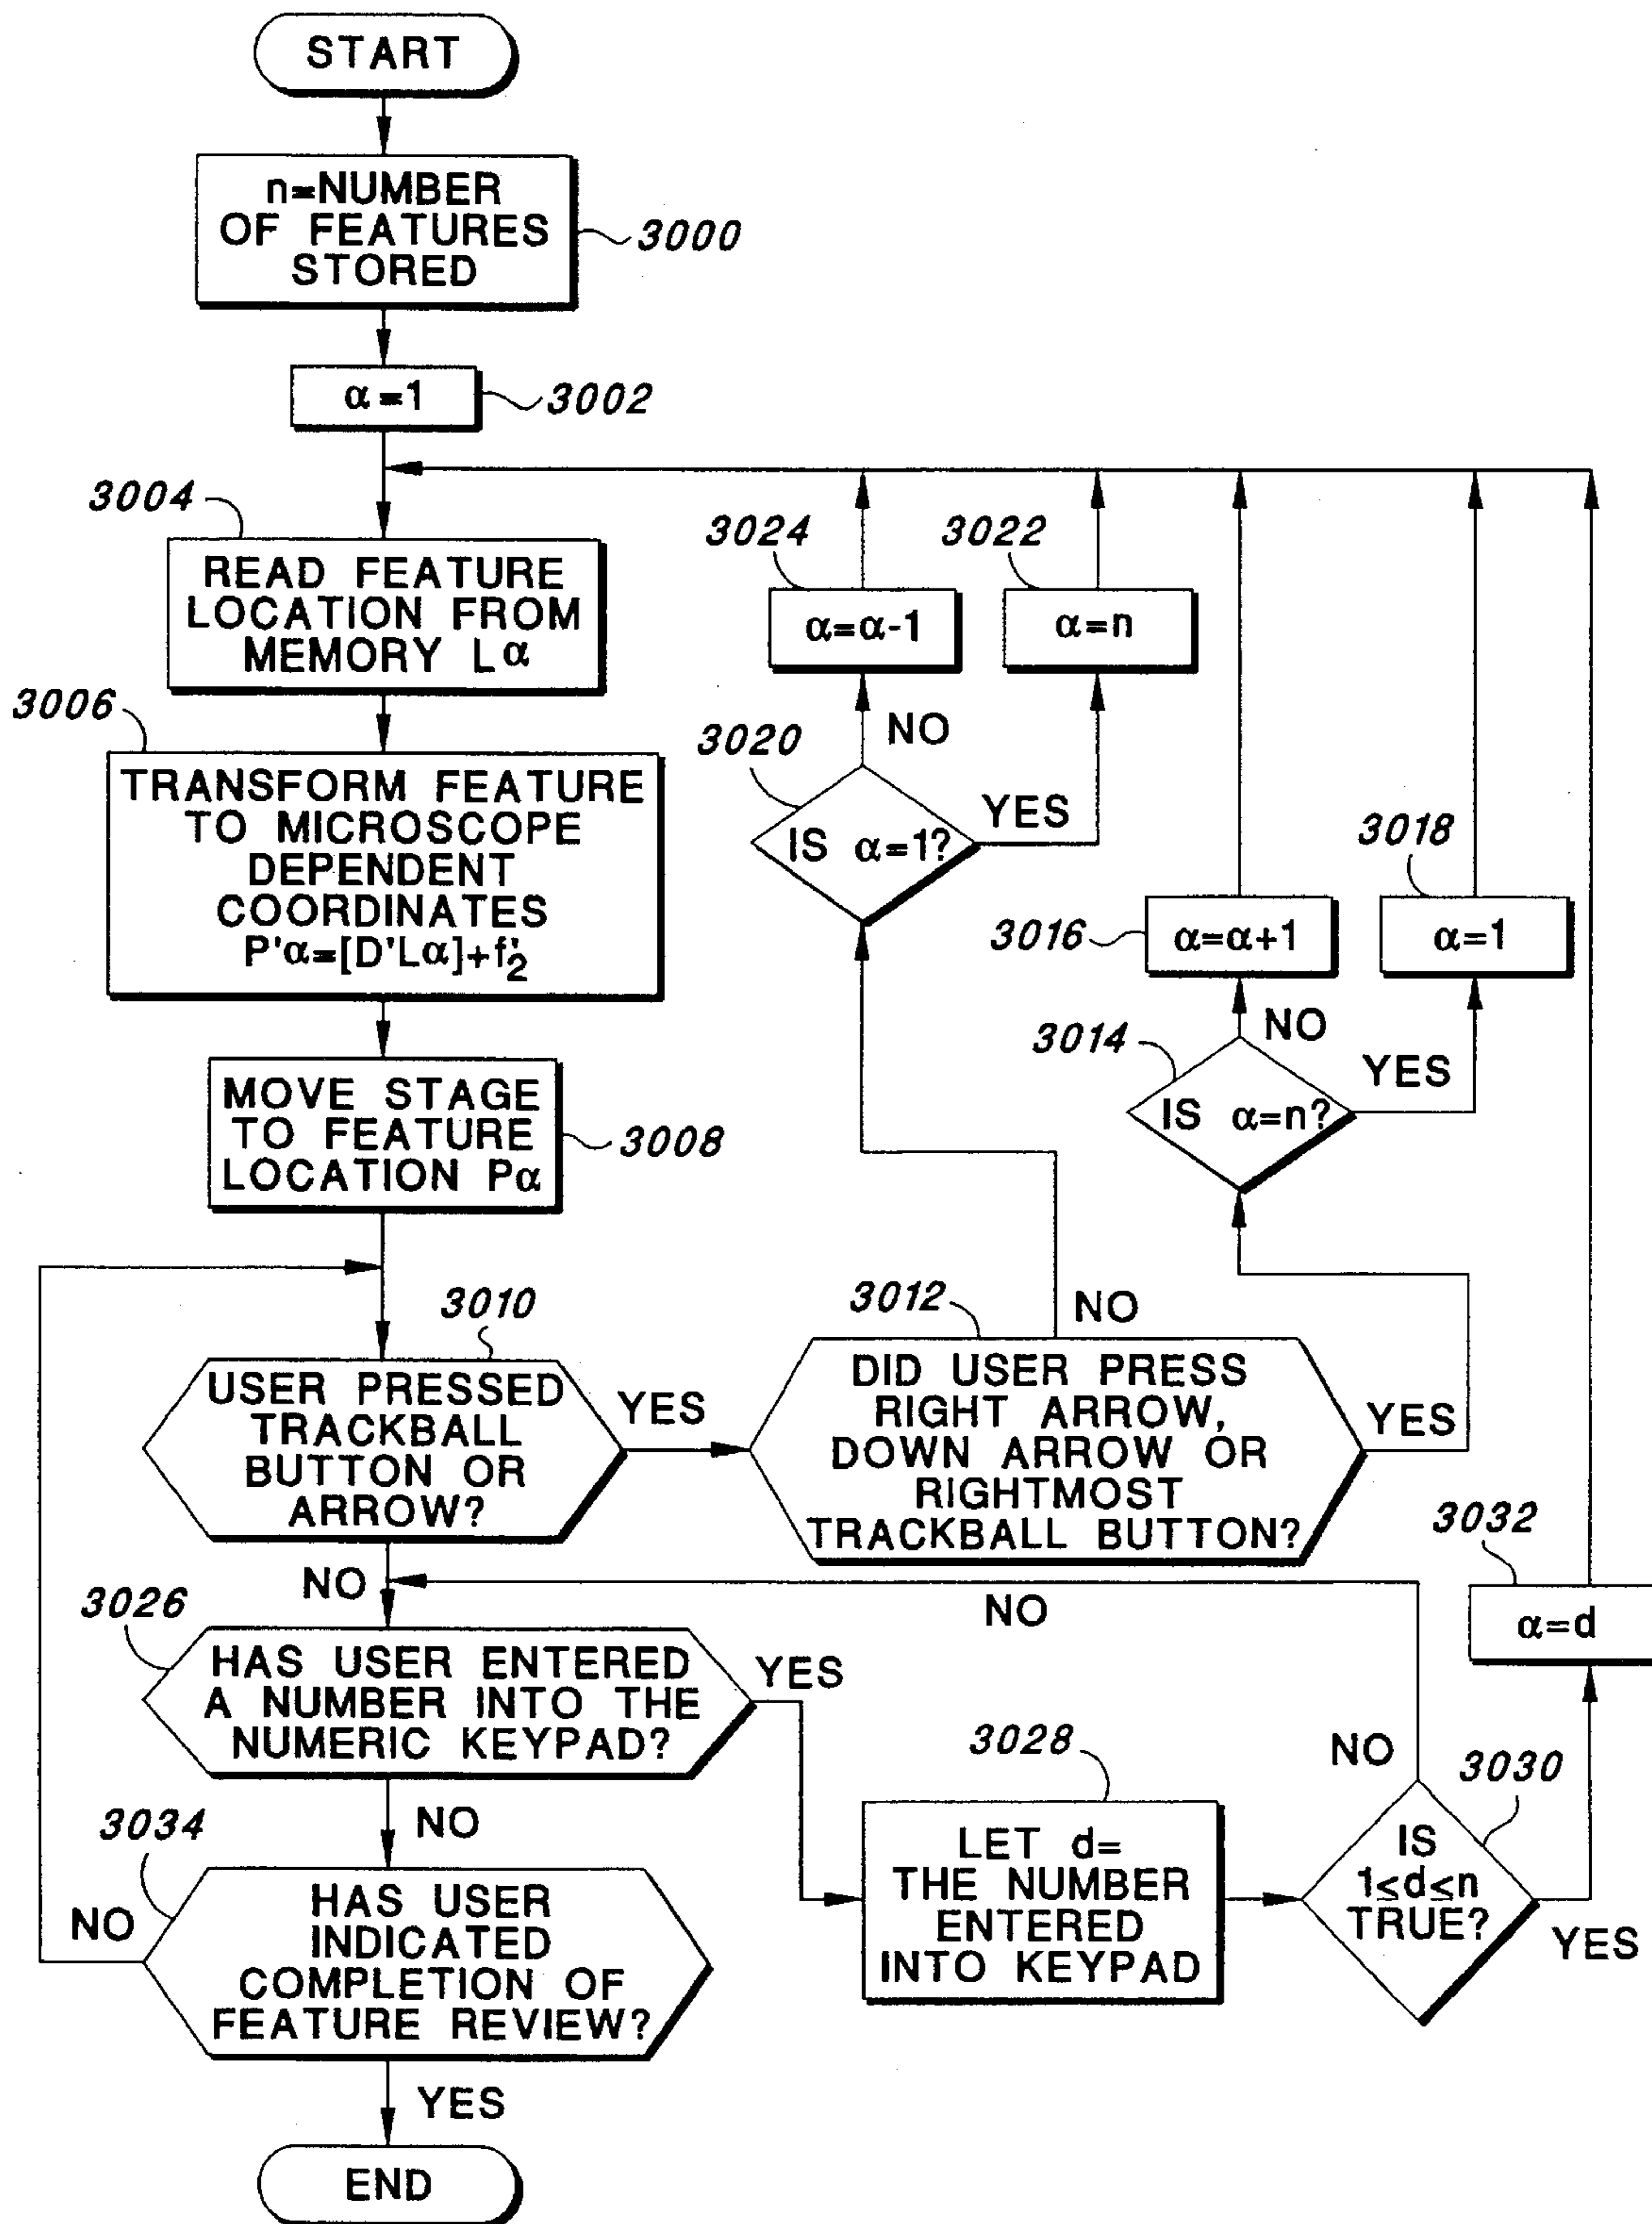 START
n=NUMBER
OF FEATURES
STORED
3000
α=1
3002
3004
READ FEATURE
LOCATION FROM
MEMORY Lα
3006
TRANSFORM FEATURE
TO MICROSCOPE
DEPENDENT
COORDINATES
P'α=[D'Lα]+f'2
MOVE STAGE
TO FEATURE
LOCATION Pα
3008
3010
USER PRESSED
TRACKBALL
BUTTON OR
ARROW?
YES
NO
3012
DID USER PRESS
RIGHT ARROW,
DOWN ARROW OR
RIGHTMOST
TRACKBALL BUTTON?
NO
YES
3014
IS α=n?
NO
YES
3016
α=α+1
3018
α=1
3020
IS α=1?
NO
YES
3024
α=α-1
3022
α=n
3026
HAS USER ENTERED
A NUMBER INTO THE
NUMERIC KEYPAD?
YES
NO
3028
LET d=
THE NUMBER
ENTERED
INTO KEYPAD
3030
IS
1≤d≤n
TRUE?
NO
NO
YES
3032
α=d
3034
HAS USER
INDICATED
COMPLETION OF
FEATURE REVIEW?
NO
YES
END